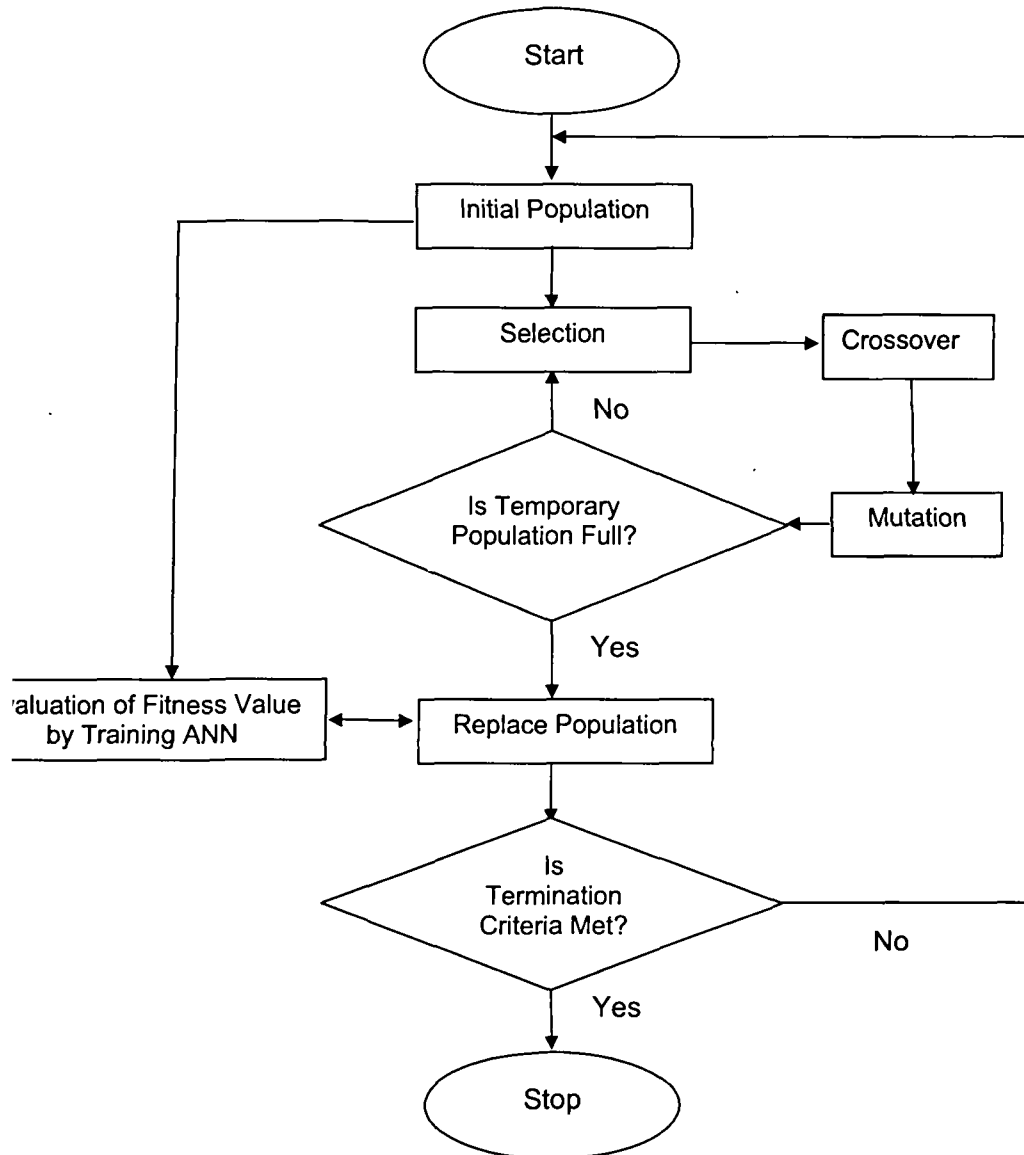 Start
Initial Population
Selection
Crossover
No
Is Temporary
Population Full?
Mutation
Yes
valuation of Fitness Value
by Training ANN
Replace Population
Is
Termination
Criteria Met?
No
Yes
Stop